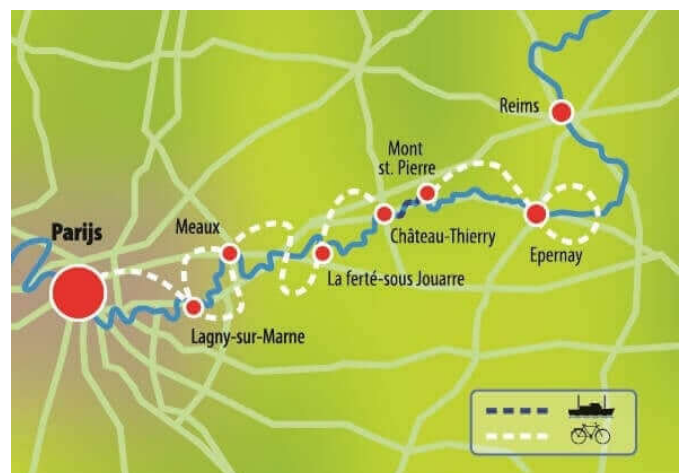 Reims
Mont
st. Pierre
Parijs
Meaux
Château-Thierry
Epernay
La ferté-sous Jouarre
Lagny-sur-Marne